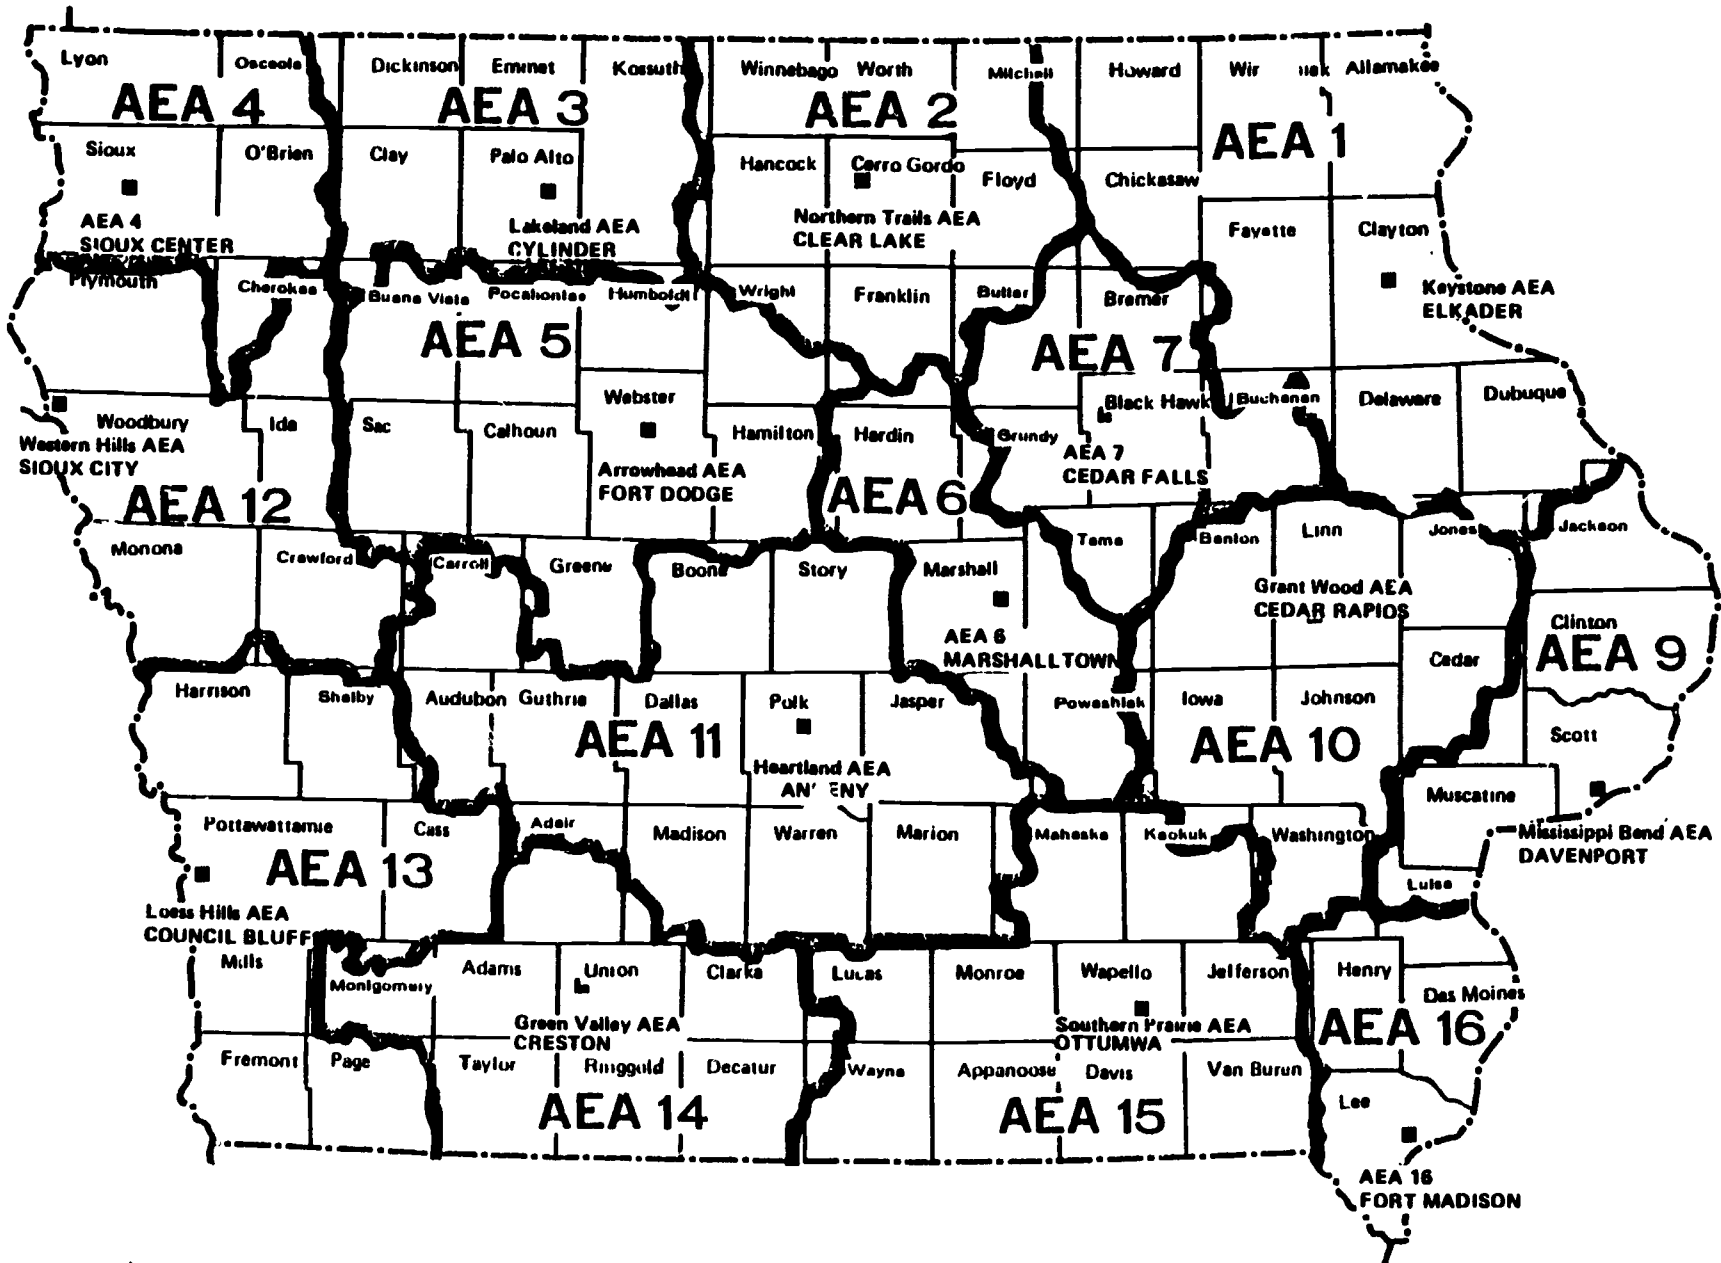 Lyon
Osceola
Dickinson
Emmet
Kossuth
Winnebago
Worth
Mitchell
Howard
Allamakee
AEA 4
AEA 3
AEA 2
AEA 1
Sioux
O'Brien
Clay
Palo Alto
Hancock
Cerro Gordo
Floyd
Chickasaw
AEA 4
SIOUX CENTER
Lakeland AEA
CYLINDER
Northern Trails AEA
CLEAR LAKE
Fayette
Clayton
Keystone AEA
ELKADER
Plymouth
Cherokee
Buena Vista
Pocahontas
Humboldt
Wright
Franklin
Butler
Bremer
AEA 5
AEA 7
Woodbury
Ida
Sac
Calhoun
Webster
Hamilton
Hardin
Grundy
Black Hawk
Buchanan
Delaware
Dubuque
Western Hills AEA
SIOUX CITY
Arrowhead AEA
FORT DODGE
AEA 7
CEDAR FALLS
AEA 12
AEA 6
Monona
Crawford
Carroll
Greene
Boone
Story
Marshall
Tama
Benton
Linn
Jones
Jackson
AEA 6
MARSHALLTOWN
Grant Wood AEA
CEDAR RAPIOS
Clinton
AEA 9
Cedar
Harrison
Shelby
Audubon
Guthrie
Dallas
Polk
Jasper
Poweshiek
Iowa
Johnson
Scott
AEA 11
AEA 10
Heartland AEA
AN' ENY
Muscatine
Mississippi Bend AEA
DAVENPORT
Pottawattamie
Cass
Adair
Madison
Warren
Marion
Mahaska
Keokuk
Washington
AEA 13
Luisa
Loess Hills AEA
COUNCIL BLUFF
Mills
Montgomery
Adams
Union
Clarke
Lucas
Monroe
Wapello
Jefferson
Henry
Des Moines
Green Valley AEA
CRESTON
Southern Prairie AEA
OTTUMWA
AEA 16
Fremont
Page
Taylor
Ringgold
Decatur
Wayne
Appanoose
Davis
Van Buren
Lee
AEA 14
AEA 15
AEA 16
FORT MADISON